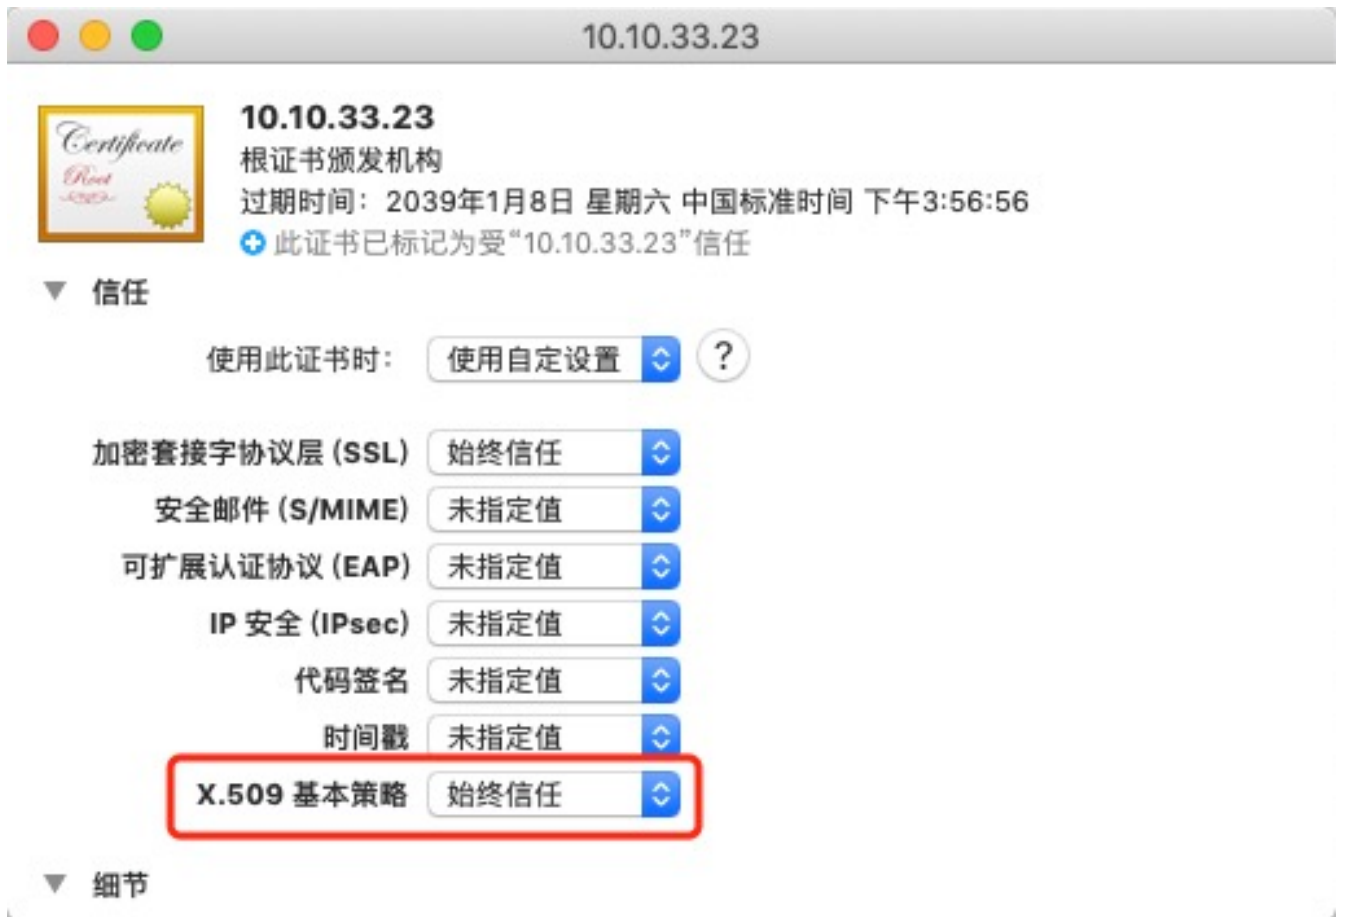 10.10.33.23
Certificate
Root
10.10.33.23
根证书颁发机构
过期时间：2039年1月8日 星期六 中国标准时间 下午3:56:56
此证书已标记为受“10.10.33.23”信任
信任
使用此证书时： 使用自定设置 ?
加密套接字协议层 (SSL) 始终信任
安全邮件 (S/MIME) 未指定值
可扩展认证协议 (EAP) 未指定值
IP 安全 (IPsec) 未指定值
代码签名 未指定值
时间戳 未指定值
X.509 基本策略 始终信任
细节